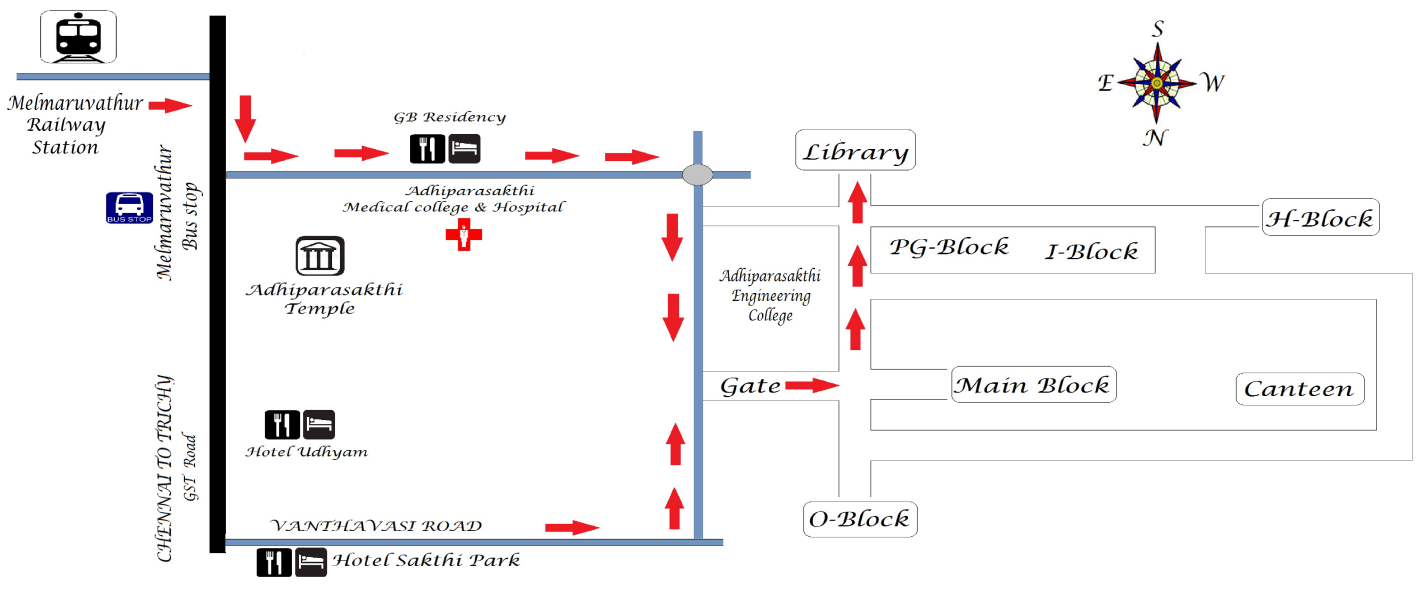 S
E
W
N
Melmaruvathur
Railway
Station
GB Residency
Library
Melmaruvathur
Bus stop
BUS STOP
Adhiparasakthi
Medical college & Hospital
H-Block
PG-Block
I-Block
Adhiparasakthi
Temple
Adhiparasakthi
Engineering
College
Gate
Main Block
Canteen
CHENNAI TO TRICHY
GST Road
Hotel Udhyam
VANTHAVASI ROAD
O-Block
Hotel Sakthi Park